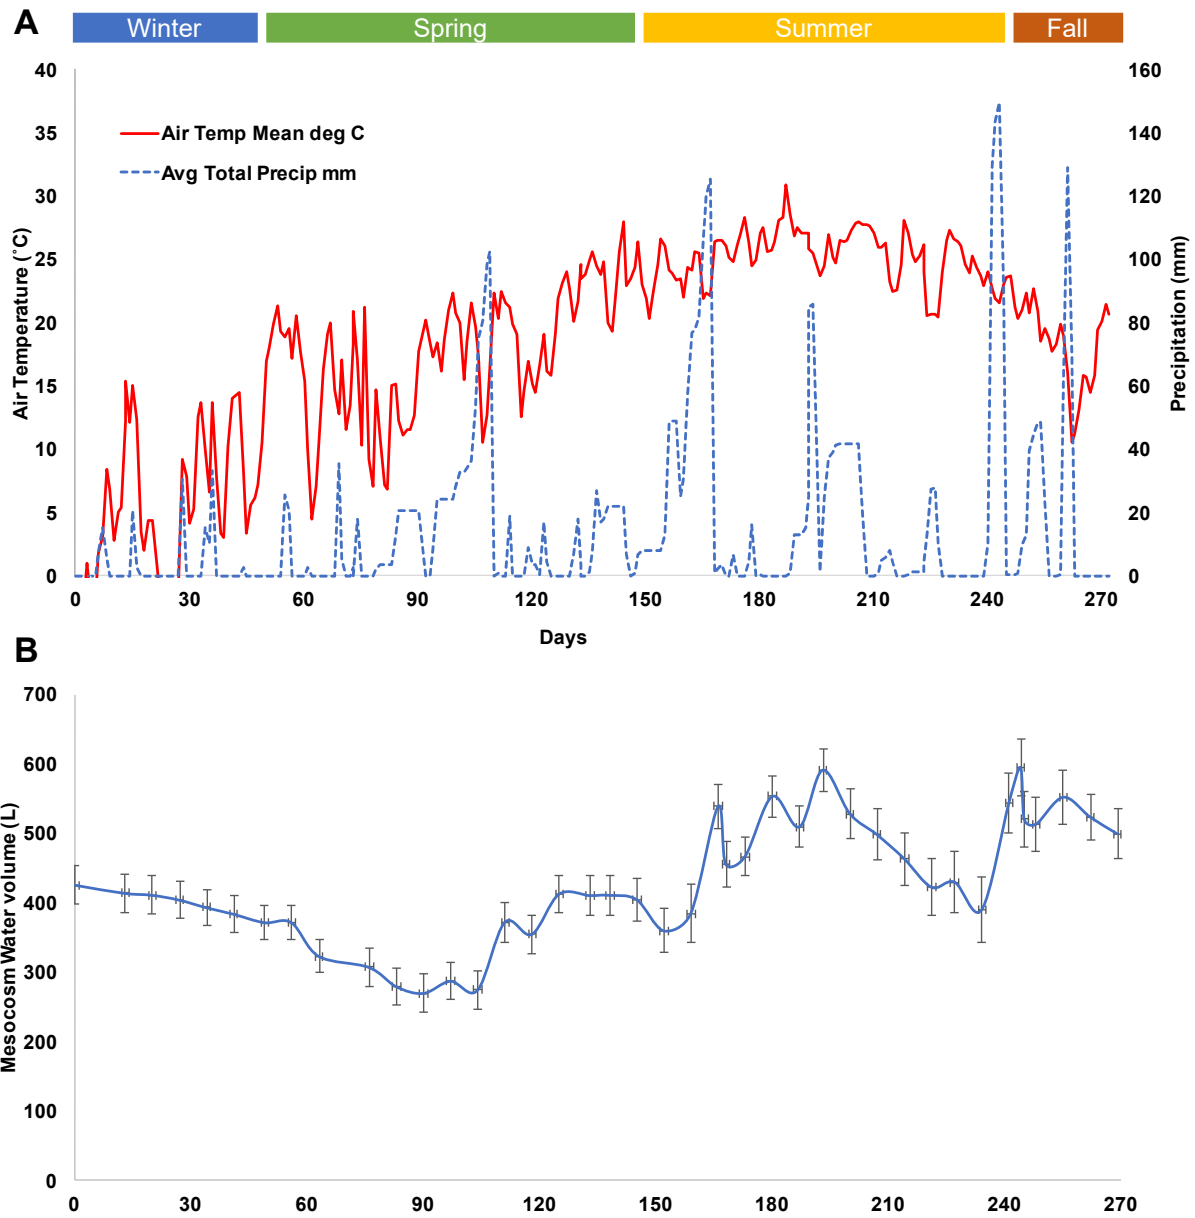 A
Winter Spring Summer Fall
40 160
35 140
30 120
25 100
20 80
15 60
10 40
5 20
0 0
Air Temp Mean deg C
Avg Total Precip mm
Air Temperature (˚C)
Precipitation (mm)
0 30 60 90 120 150 180 210 240 270
Days
B
700
600
500
400
300
200
100
0
Mesocosm Water volume (L)
0 30 60 90 120 150 180 210 240 270